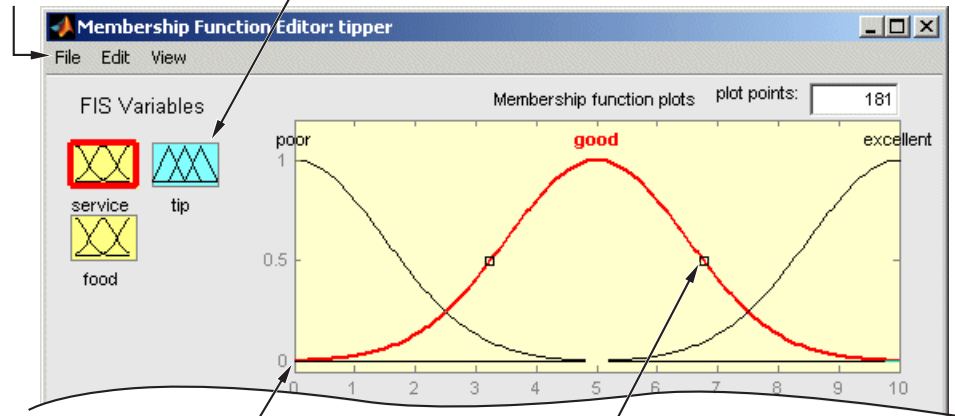 Membership Function Editor: tipper
File Edit View
FIS Variables
Membership function plots plot points: 181
poor good excellent
1
service tip
0.5
food
0
0 1 2 3 4 5 6 7 8 9 10